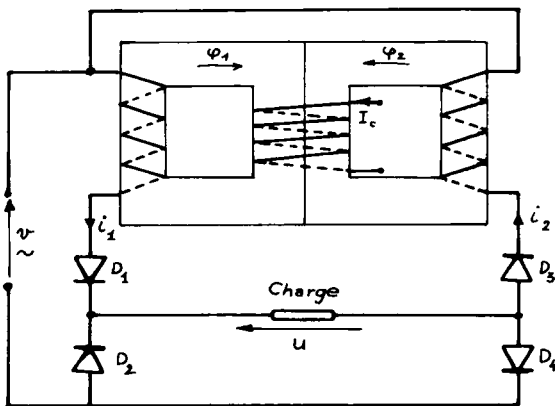 φ1 φ2
Ic
v
~
i1 i2
D1 D3
Charge
u
D2 D4